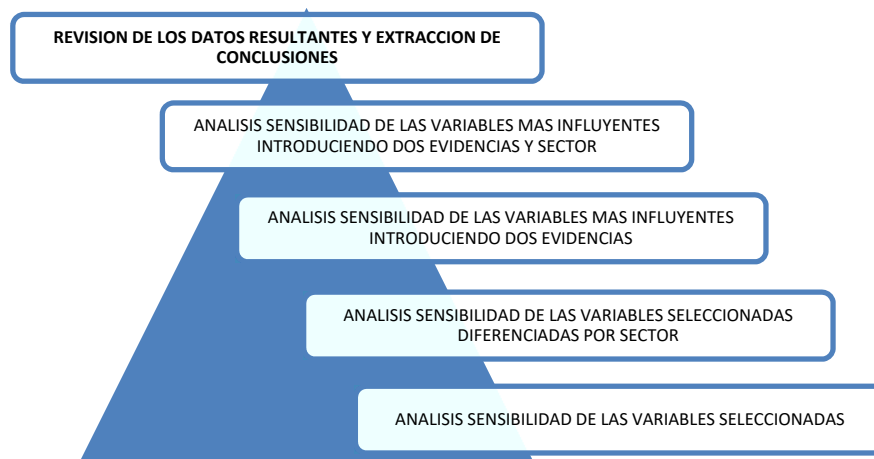 REVISION DE LOS DATOS RESULTANTES Y EXTRACCION DE
CONCLUSIONES
ANALISIS SENSIBILIDAD DE LAS VARIABLES MAS INFLUYENTES
INTRODUCIENDO DOS EVIDENCIAS Y SECTOR
ANALISIS SENSIBILIDAD DE LAS VARIABLES MAS INFLUYENTES
INTRODUCIENDO DOS EVIDENCIAS
ANALISIS SENSIBILIDAD DE LAS VARIABLES SELECCIONADAS
DIFERENCIADAS POR SECTOR
ANALISIS SENSIBILIDAD DE LAS VARIABLES SELECCIONADAS